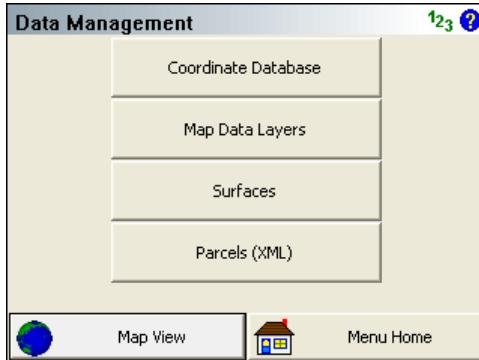 Data Management
123 ?
Coordinate Database
Map Data Layers
Surfaces
Parcels (XML)
Map View
Menu Home